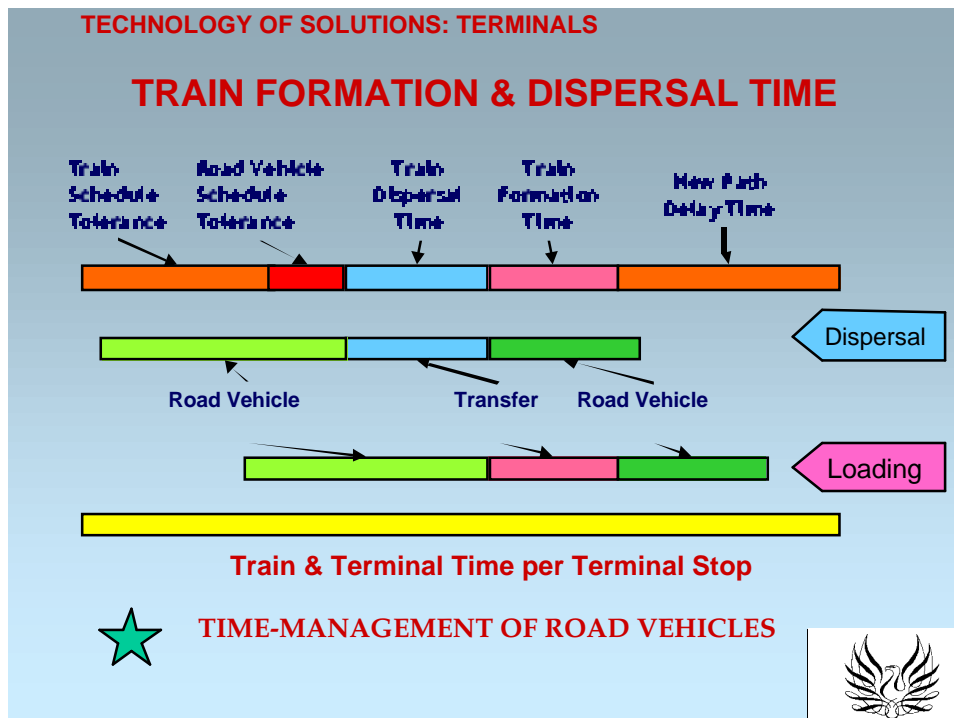 TECHNOLOGY OF SOLUTIONS: TERMINALS
TRAIN FORMATION & DISPERSAL TIME
Train
Schedule
Tolerance
Road Vehicle
Schedule
Tolerance
Train
Dispersal
Time
Train
Formation
Time
New Path
Delay Time
Dispersal
Road Vehicle
Transfer
Road Vehicle
Loading
Train & Terminal Time per Terminal Stop
TIME-MANAGEMENT OF ROAD VEHICLES